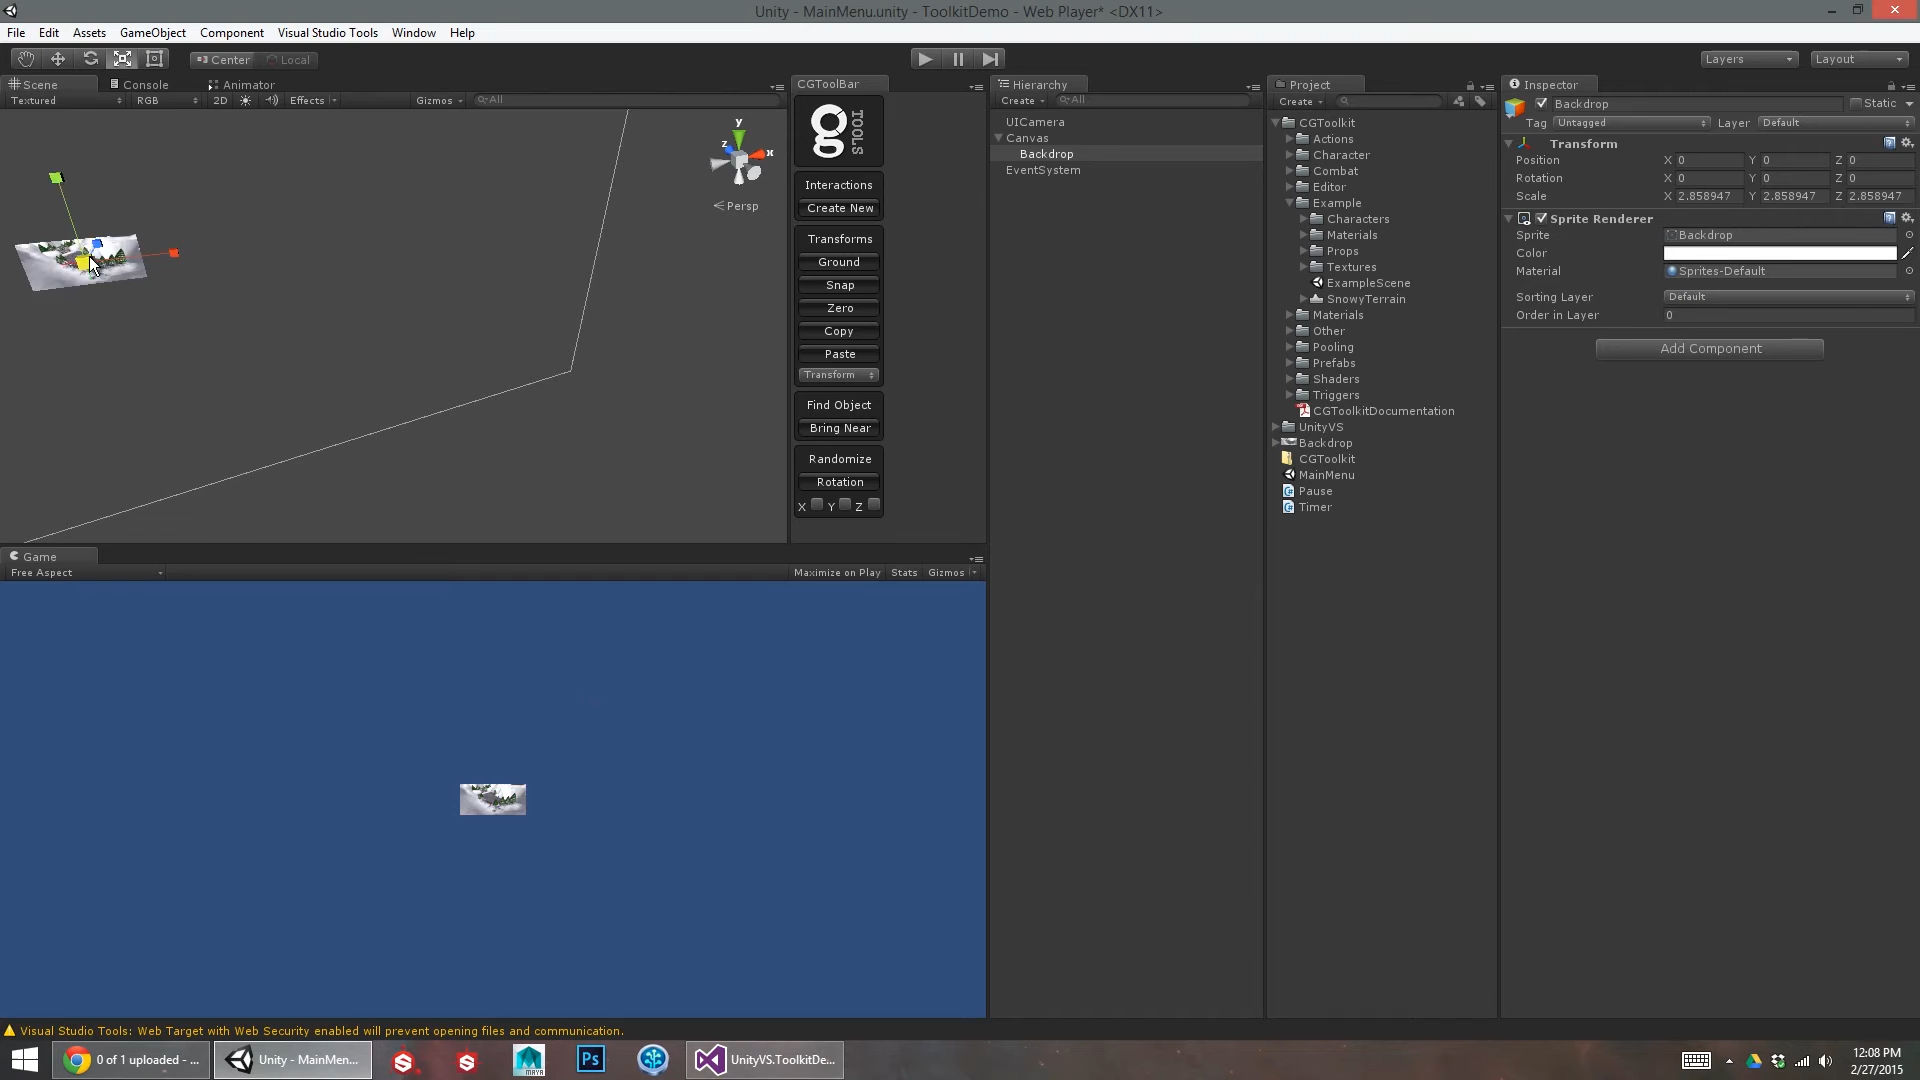 Unity - MainMenu.unity - ToolkitDemo - Web Player* <DX11>
File Edit Assets GameObject Component Visual Studio Tools Window Help
Center Local Layers Layout
Scene Console Animator
Textured RGB 2D Effects Gizmos All
y
z
x
Persp
CGToolBar
g TOOLS
Interactions
Create New
Transforms
Ground
Snap
Zero
Copy
Paste
Transform
Find Object
Bring Near
Randomize
Rotation
X Y Z
Hierarchy
Create All
UICamera
Canvas
Backdrop
EventSystem
Project
Create
CGToolkit
Actions
Character
Combat
Editor
Example
Characters
Materials
Props
Textures
ExampleScene
SnowyTerrain
Materials
Other
Pooling
Prefabs
Shaders
Triggers
CGToolkitDocumentation
UnityVS
Backdrop
CGToolkit
MainMenu
Pause
Timer
Inspector
Backdrop Static
Tag Untagged Layer Default
Transform
Position X 0 Y 0 Z 0
Rotation X 0 Y 0 Z 0
Scale X 2.858947 Y 2.858947 Z 2.858947
Sprite Renderer
Sprite Backdrop
Color
Material Sprites-Default
Sorting Layer Default
Order in Layer 0
Add Component
Game
Free Aspect Maximize on Play Stats Gizmos
Visual Studio Tools: Web Target with Web Security enabled will prevent opening files and communication.
0 of 1 uploaded - ... Unity - MainMen... S S MAYA Ps UnityVS.ToolkitDe...
12:08 PM
2/27/2015